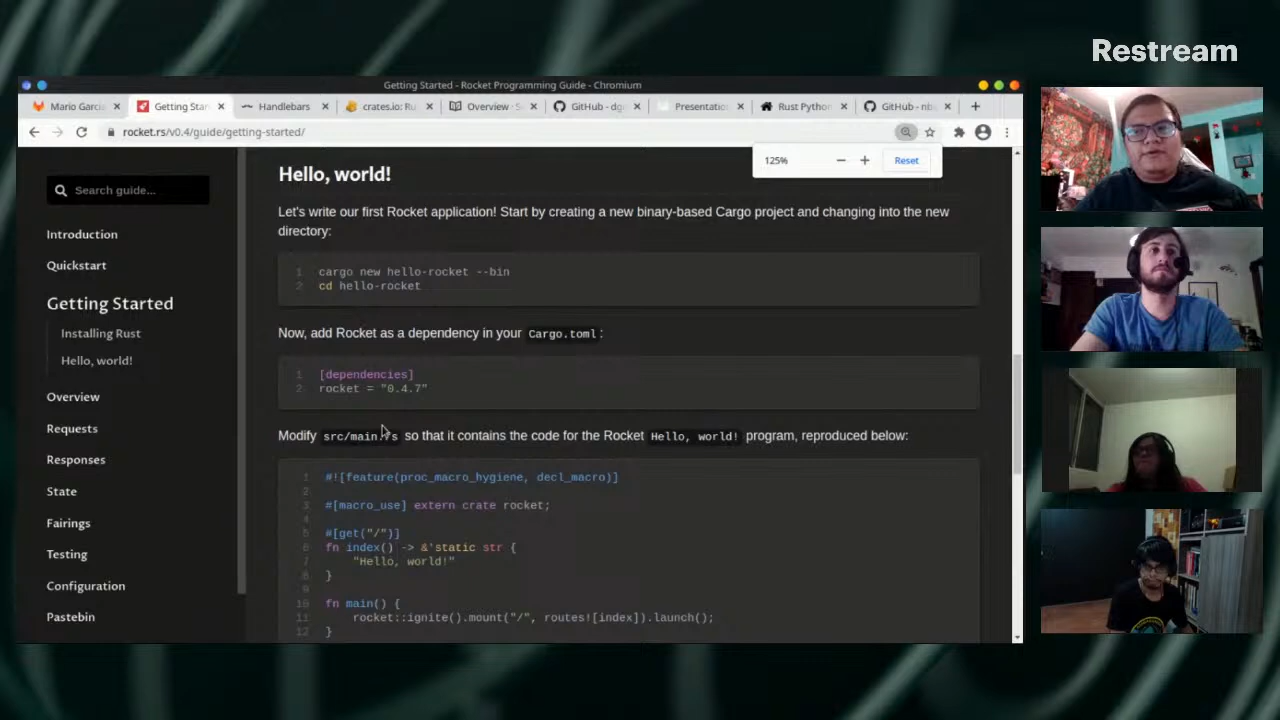 Restream
Getting Started - Rocket Programming Guide - Chromium
Mario Garcia
Getting Star
Handlebars
crates.io: Ru
Overview · S
GitHub - dg
Presentatio
Rust Python
GitHub - nb
rocket.rs/v0.4/guide/getting-started/
125%
Reset
Search guide...
Introduction
Quickstart
Getting Started
Installing Rust
Hello, world!
Overview
Requests
Responses
State
Fairings
Testing
Configuration
Pastebin
Hello, world!
Let's write our first Rocket application! Start by creating a new binary-based Cargo project and changing into the new
directory:
1 cargo new hello-rocket --bin
2 cd hello-rocket
Now, add Rocket as a dependency in your Cargo.toml:
1 [dependencies]
2 rocket = "0.4.7"
Modify src/main.rs so that it contains the code for the Rocket Hello, world! program, reproduced below:
1 #![feature(proc_macro_hygiene, decl_macro)]
2
3 #[macro_use] extern crate rocket;
4
5 #[get("/")]
6 fn index() -> &'static str {
7 "Hello, world!"
8 }
9
10 fn main() {
11 rocket::ignite().mount("/", routes![index]).launch();
12 }